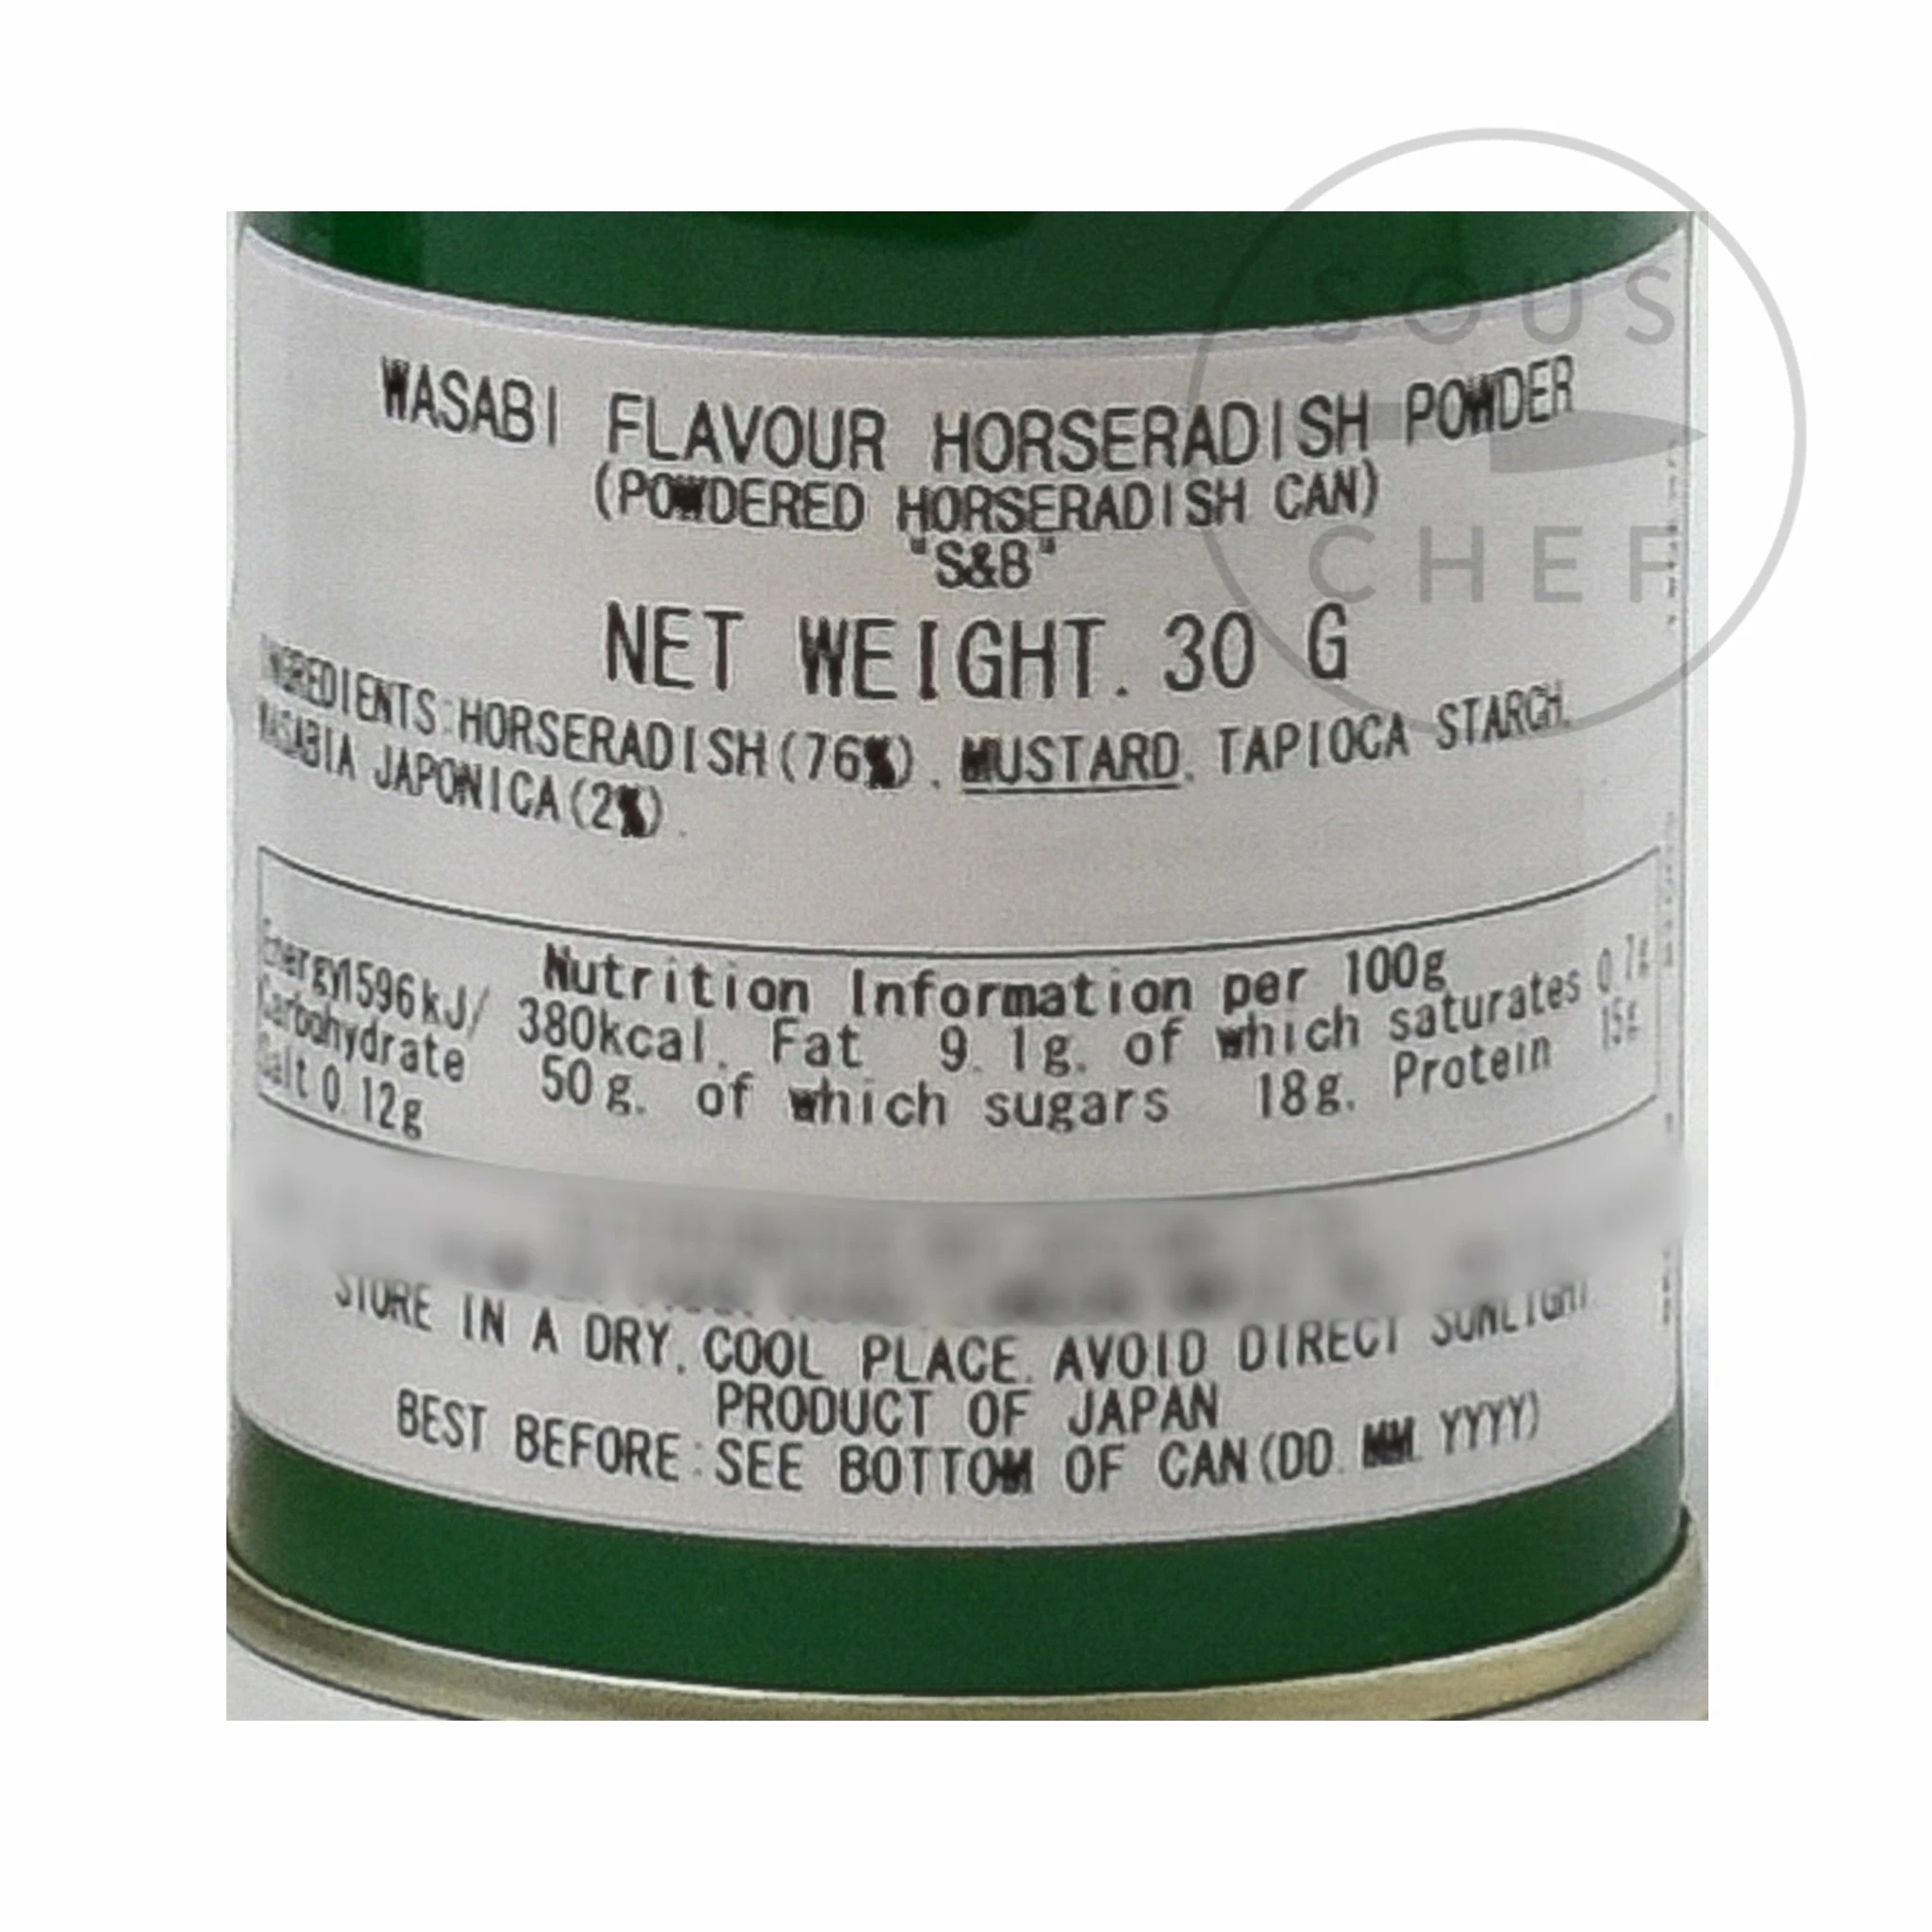 SOUS
CHEF
WASABI FLAVOUR HORSERADISH POWDER
(POWDERED HORSERADISH CAN)
"S&B"
NET WEIGHT. 30 G
INGREDIENTS:HORSERADISH(76%), MUSTARD, TAPIOCA STARCH,
WASABIA JAPONICA(2%).
Nutrition Information per 100g
Energy1596kJ/ 380kcal, Fat 9.1g, of which saturates 0.7g
Carbohydrate 50g, of which sugars 18g, Protein 15g
Salt 0.12g
STORE IN A DRY, COOL PLACE. AVOID DIRECT SUNLIGHT.
PRODUCT OF JAPAN
BEST BEFORE:SEE BOTTOM OF CAN(DD. MM. YYYY)